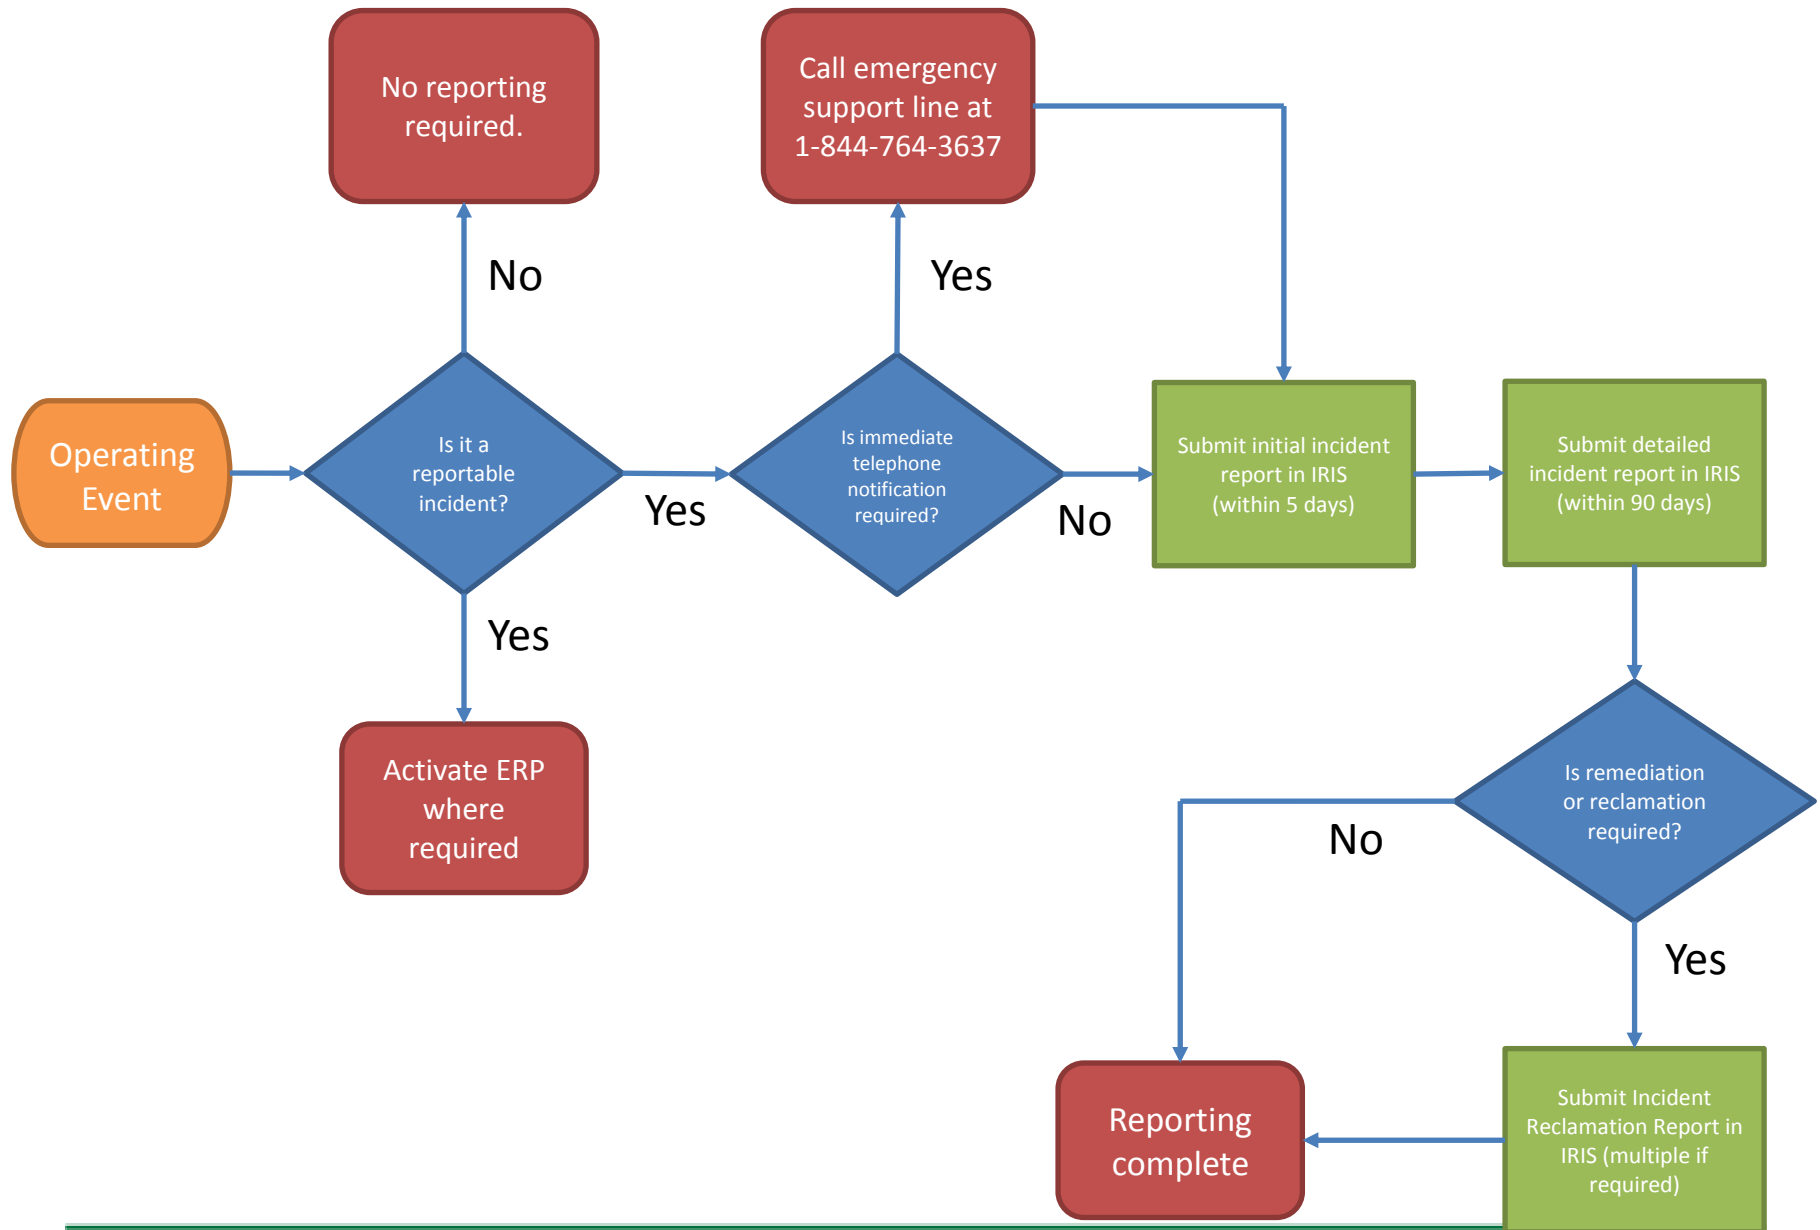 No reporting
required.
Call emergency
support line at
1-844-764-3637
No
Yes
Operating
Event
Is it a
reportable
incident?
Yes
Is immediate
telephone
notification
required?
No
Submit initial incident
report in IRIS
(within 5 days)
Submit detailed
incident report in IRIS
(within 90 days)
Yes
Activate ERP
where
required
Is remediation
or reclamation
required?
No
Yes
Reporting
complete
Submit Incident
Reclamation Report in
IRIS (multiple if
required)